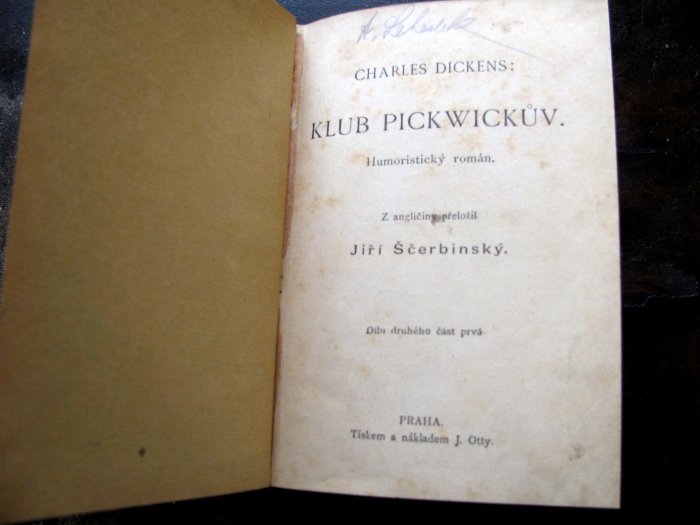 CHARLES DICKENS:
KLUB PICKWICKŮV.
Humoristický román.
Z angličiny přeložil
Jiří Ščerbinský.
Dílu druhého část prvá.
PRAHA.
Tiskem a nákladem J. Otty.